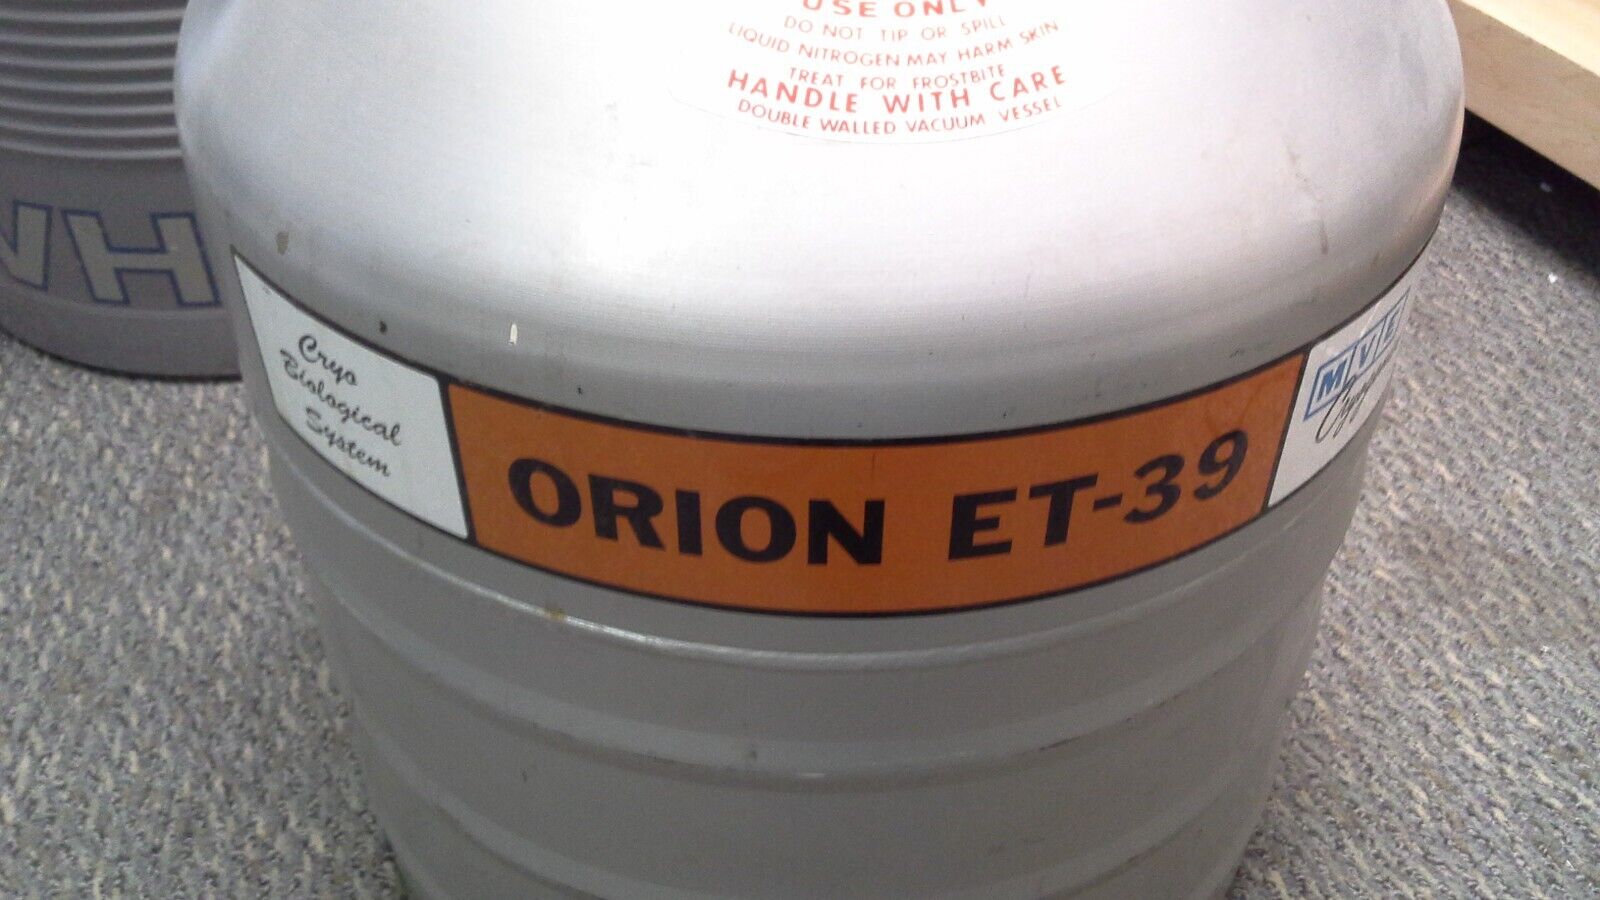 USE ONLY
DO NOT TIP OR SPILL
LIQUID NITROGEN MAY HARM SKIN
TREAT FOR FROSTBITE
HANDLE WITH CARE
DOUBLE WALLED VACUUM VESSEL
Cryo
Biological
System
ORION ET-39
MVE